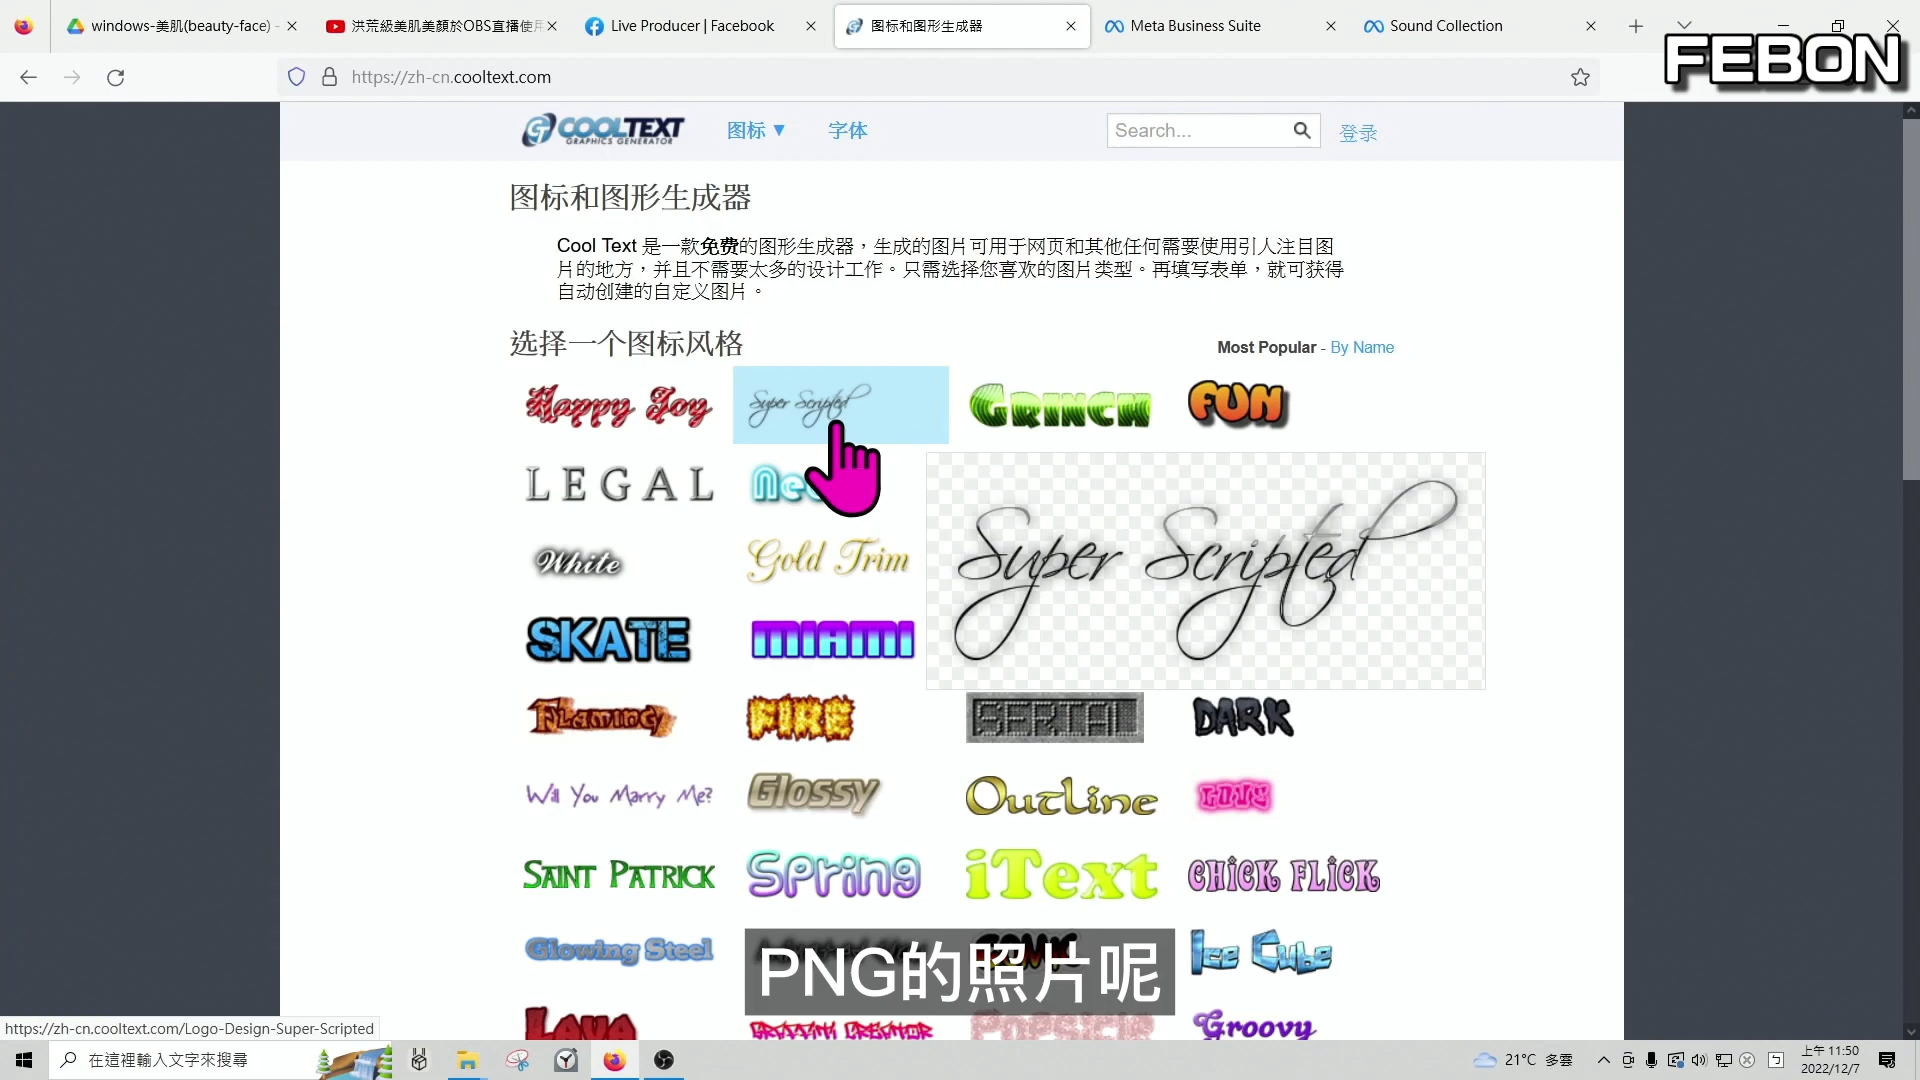 windows-美肌(beauty-face) -
洪荒級美肌美顏於OBS直播使用
Live Producer | Facebook
图标和图形生成器
Meta Business Suite
Sound Collection
FEBON
https://zh-cn.cooltext.com
COOLTEXT
GRAPHICS GENERATOR
图标 ▼
字体
Search...
登录
图标和图形生成器
Cool Text 是一款免费的图形生成器，生成的图片可用于网页和其他任何需要使用引人注目图
片的地方，并且不需要太多的设计工作。只需选择您喜欢的图片类型。再填写表单，就可获得
自动创建的自定义图片。
选择一个图标风格
Most Popular - By Name
Happy Joy
Super Scripted
GRINCH
FUN
LEGAL
Super Scripted
White
Gold Trim
SKATE
MIAMI
Flaming
FIRE
SERIAL
DARK
Will You Marry Me?
Glossy
Outline
LOVE
SAINT PATRICK
Spring
iText
CHICK FLICK
Glowing Steel
PNG的照片呢
Ice Cube
LAVA
GRAFFITI CREATOR
POPSICLE
Groovy
https://zh-cn.cooltext.com/Logo-Design-Super-Scripted
在這裡輸入文字來搜尋
21°C 多雲
上午 11:50
2022/12/7